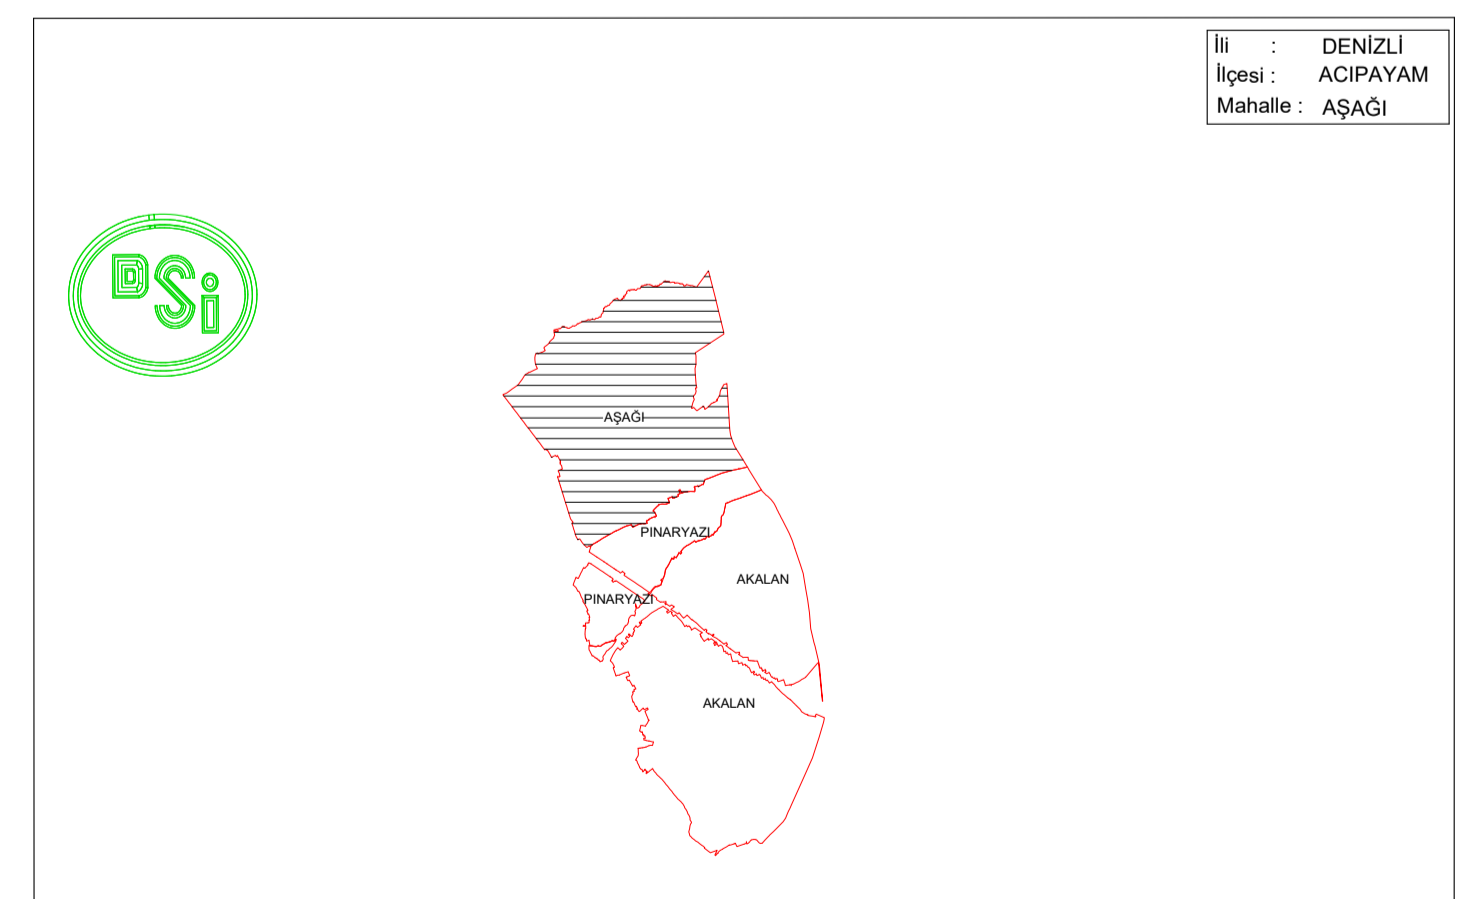 İli : DENİZLİ
İlçesi : ACIPAYAM
Mahalle : AŞAĞI
DSİ
AŞAĞI
PINARYAZI
AKALAN
PINARYAZI
AKALAN